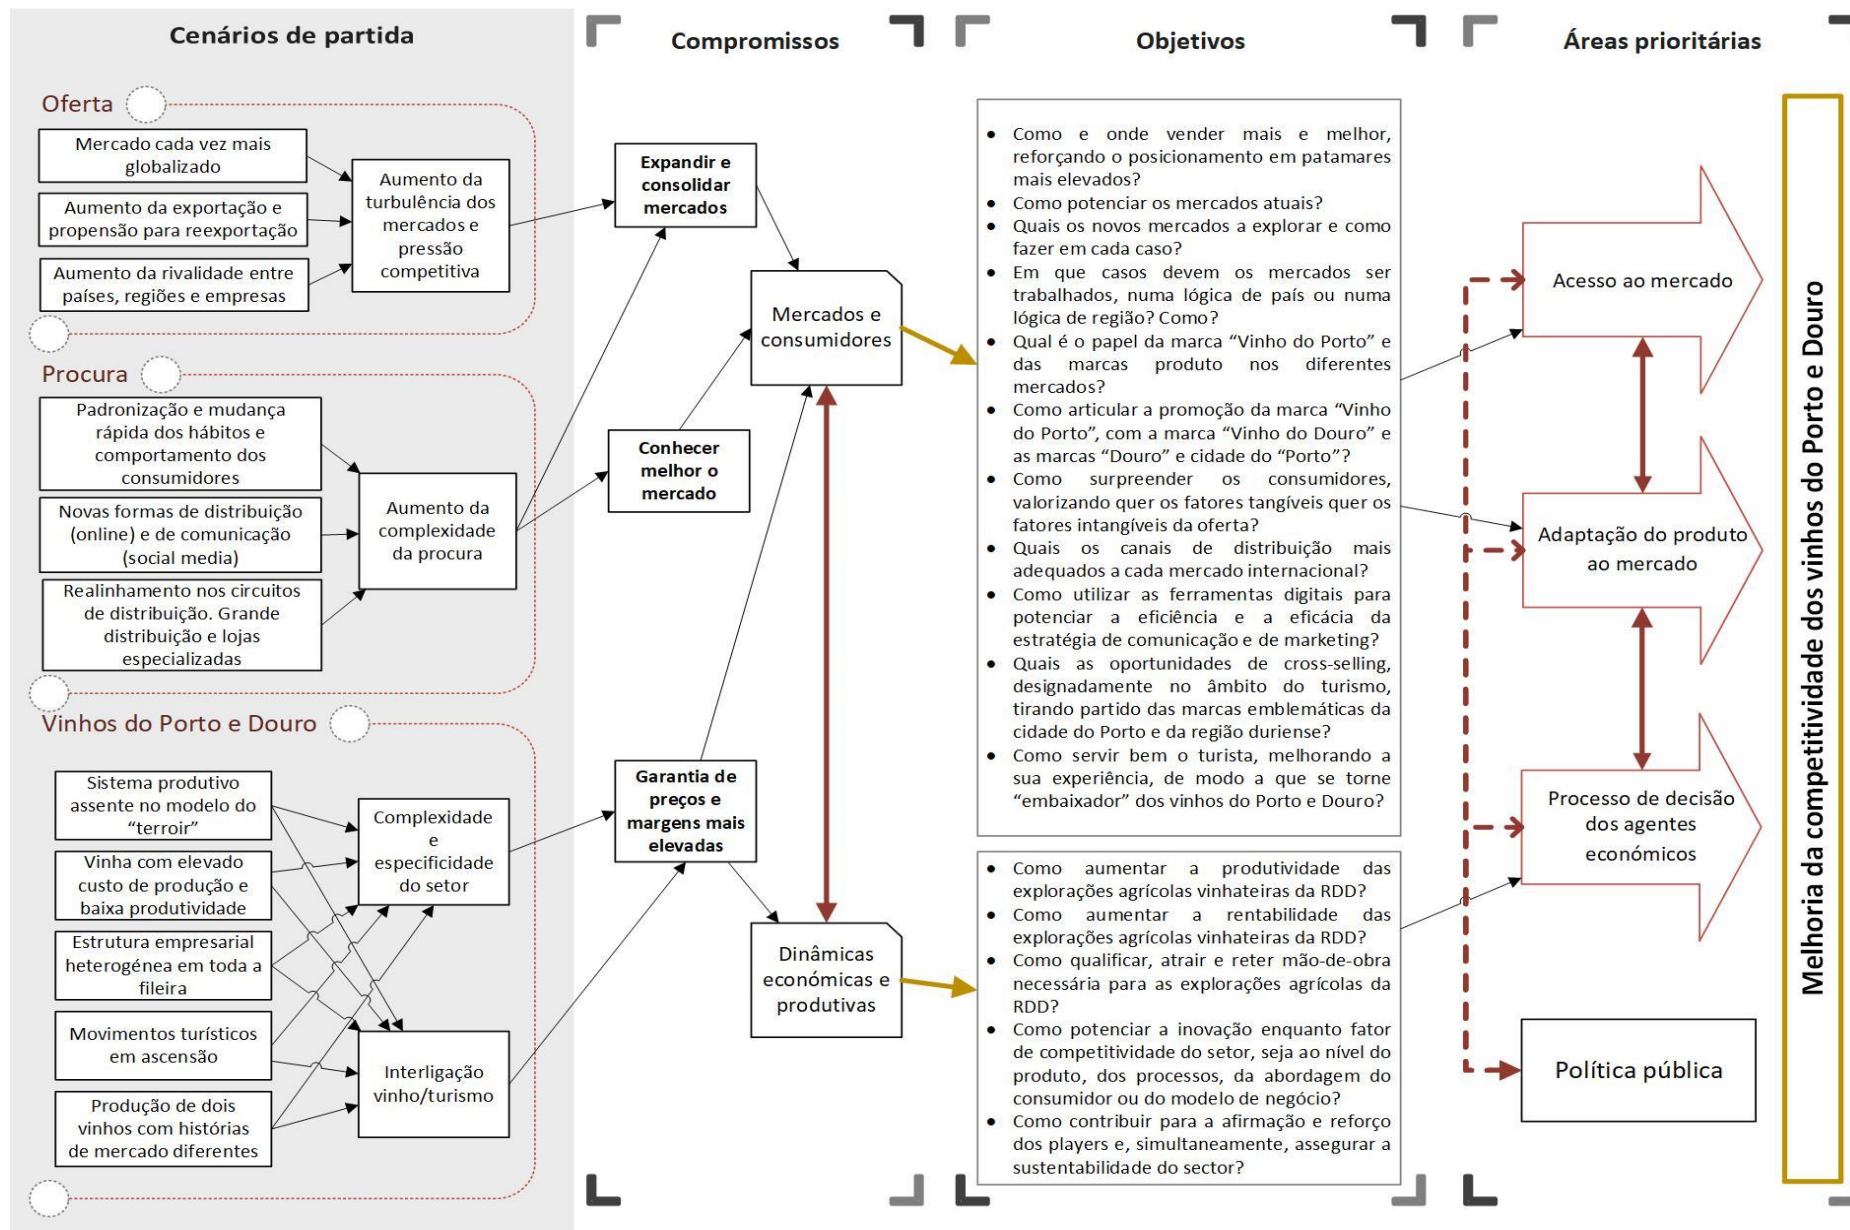 Cenários de partida
Oferta
Mercado cada vez mais
globalizado
Aumento da exportação e
propensão para reexportação
Aumento da rivalidade entre
países, regiões e empresas
Aumento da
turbulência dos
mercados e
pressão
competitiva
Procura
Padronização e mudança
rápida dos hábitos e
comportamento dos
consumidores
Novas formas de distribuição
(online) e de comunicação
(social media)
Realinhamento nos circuitos
de distribuição. Grande
distribuição e lojas
especializadas
Aumento da
complexidade
da procura
Vinhos do Porto e Douro
Sistema produtivo
assente no modelo do
“terroir”
Vinha com elevado
custo de produção e
baixa produtividade
Estrutura empresarial
heterogénea em toda a
fileira
Movimentos turísticos
em ascensão
Produção de dois
vinhos com histórias
de mercado diferentes
Complexidade
e
especificidade
do setor
Interligação
vinho/turismo
Compromissos
Expandir e
consolidar
mercados
Conhecer
melhor o
mercado
Garantia de
preços e
margens mais
elevadas
Mercados e
consumidores
Dinâmicas
económicas e
produtivas
Objetivos
• Como e onde vender mais e melhor,
reforçando o posicionamento em patamares
mais elevados?
• Como potenciar os mercados atuais?
• Quais os novos mercados a explorar e como
fazer em cada caso?
• Em que casos devem os mercados ser
trabalhados, numa lógica de país ou numa
lógica de região? Como?
• Qual é o papel da marca “Vinho do Porto” e
das marcas produto nos diferentes
mercados?
• Como articular a promoção da marca “Vinho
do Porto”, com a marca “Vinho do Douro” e
as marcas “Douro” e cidade do “Porto”?
• Como surpreender os consumidores,
valorizando quer os fatores tangíveis quer os
fatores intangíveis da oferta?
• Quais os canais de distribuição mais
adequados a cada mercado internacional?
• Como utilizar as ferramentas digitais para
potenciar a eficiência e a eficácia da
estratégia de comunicação e de marketing?
• Quais as oportunidades de cross-selling,
designadamente no âmbito do turismo,
tirando partido das marcas emblemáticas da
cidade do Porto e da região duriense?
• Como servir bem o turista, melhorando a
sua experiência, de modo a que se torne
“embaixador” dos vinhos do Porto e Douro?
• Como aumentar a produtividade das
explorações agrícolas vinhateiras da RDD?
• Como aumentar a rentabilidade das
explorações agrícolas vinhateiras da RDD?
• Como qualificar, atrair e reter mão-de-obra
necessária para as explorações agrícolas da
RDD?
• Como potenciar a inovação enquanto fator
de competitividade do setor, seja ao nível do
produto, dos processos, da abordagem do
consumidor ou do modelo de negócio?
• Como contribuir para a afirmação e reforço
dos players e, simultaneamente, assegurar a
sustentabilidade do sector?
Áreas prioritárias
Acesso ao mercado
Adaptação do produto
ao mercado
Processo de decisão
dos agentes
económicos
Política pública
Melhoria da competitividade dos vinhos do Porto e Douro